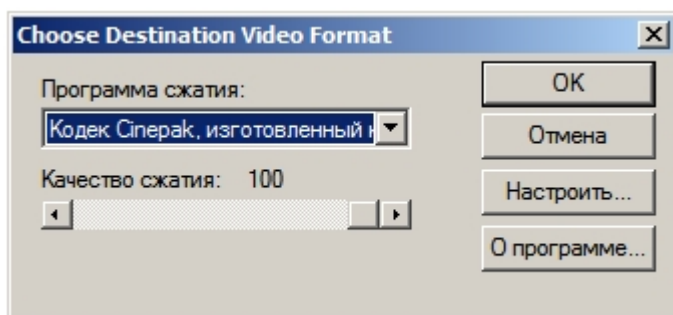 Choose Destination Video Format
Программа сжатия:
Кодек Cinepak, изготовленный
Качество сжатия: 100
OK
Отмена
Настроить...
О программе...